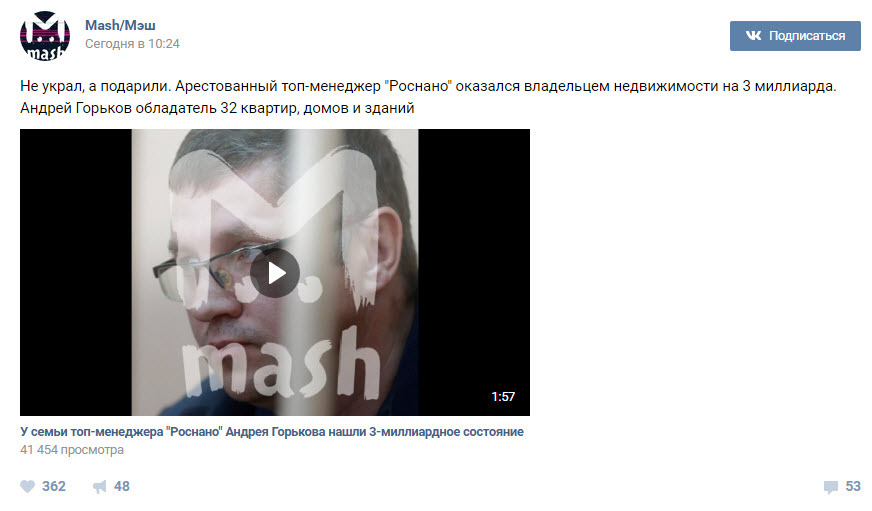 Mash/Мэш
Сегодня в 10:24
Подписаться
mash
Не украл, а подарили. Арестованный топ-менеджер "Роснано" оказался владельцем недвижимости на 3 миллиарда.
Андрей Горьков обладатель 32 квартир, домов и зданий
M
mash
1:57
У семьи топ-менеджера "Роснано" Андрея Горькова нашли 3-миллиардное состояние
41 454 просмотра
362
48
53